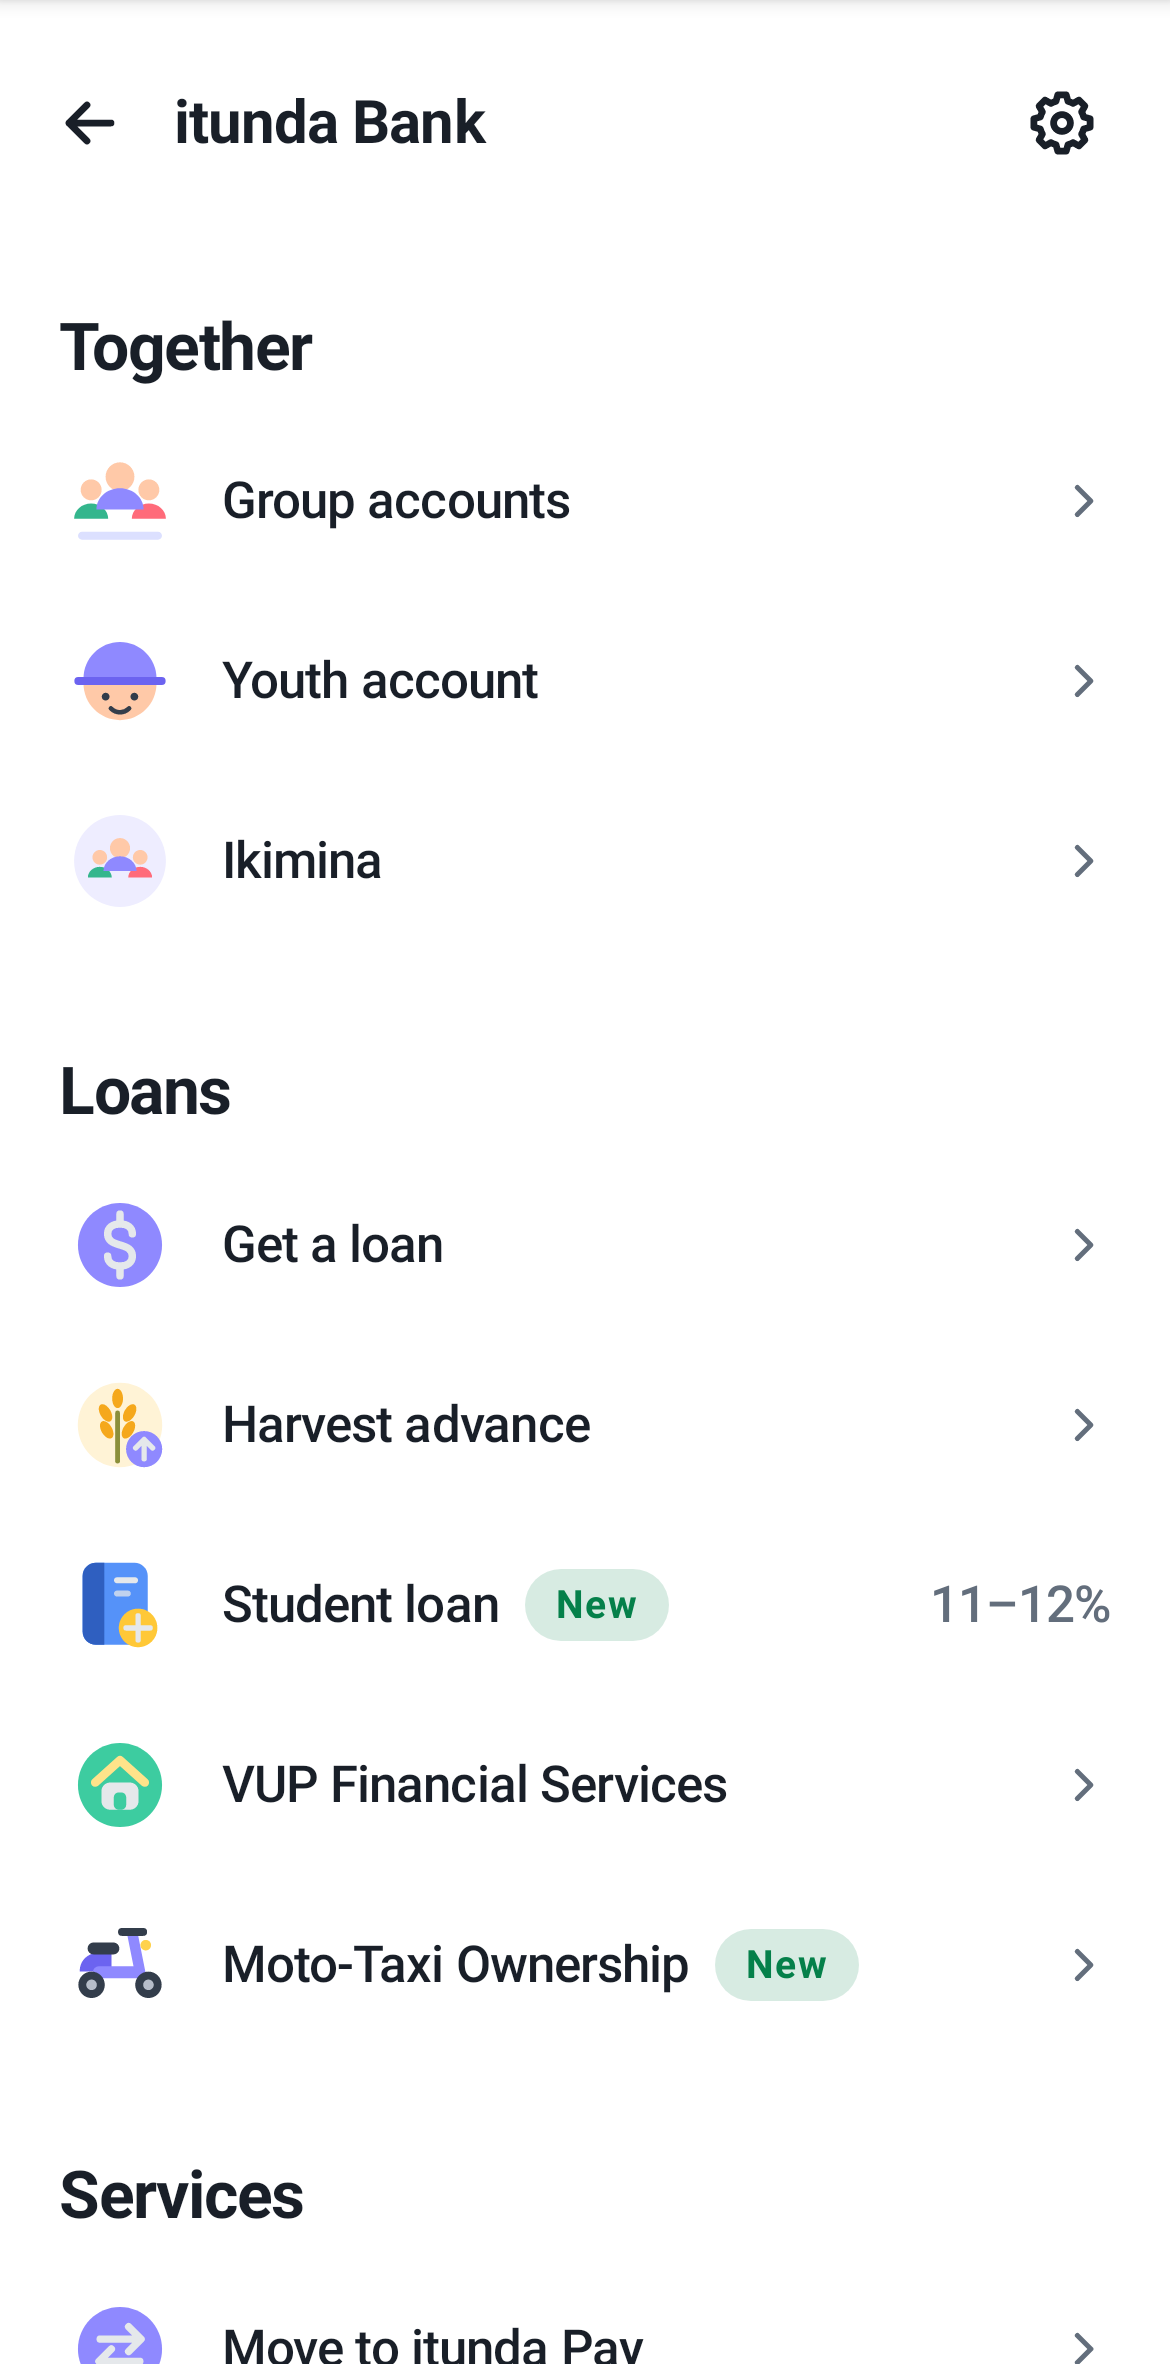 itunda Bank
Together
Group accounts
Youth account
Ikimina
Loans
Get a loan
Harvest advance
Student loan New 11–12%
VUP Financial Services
Moto-Taxi Ownership New
Services
Move to itunda Pay